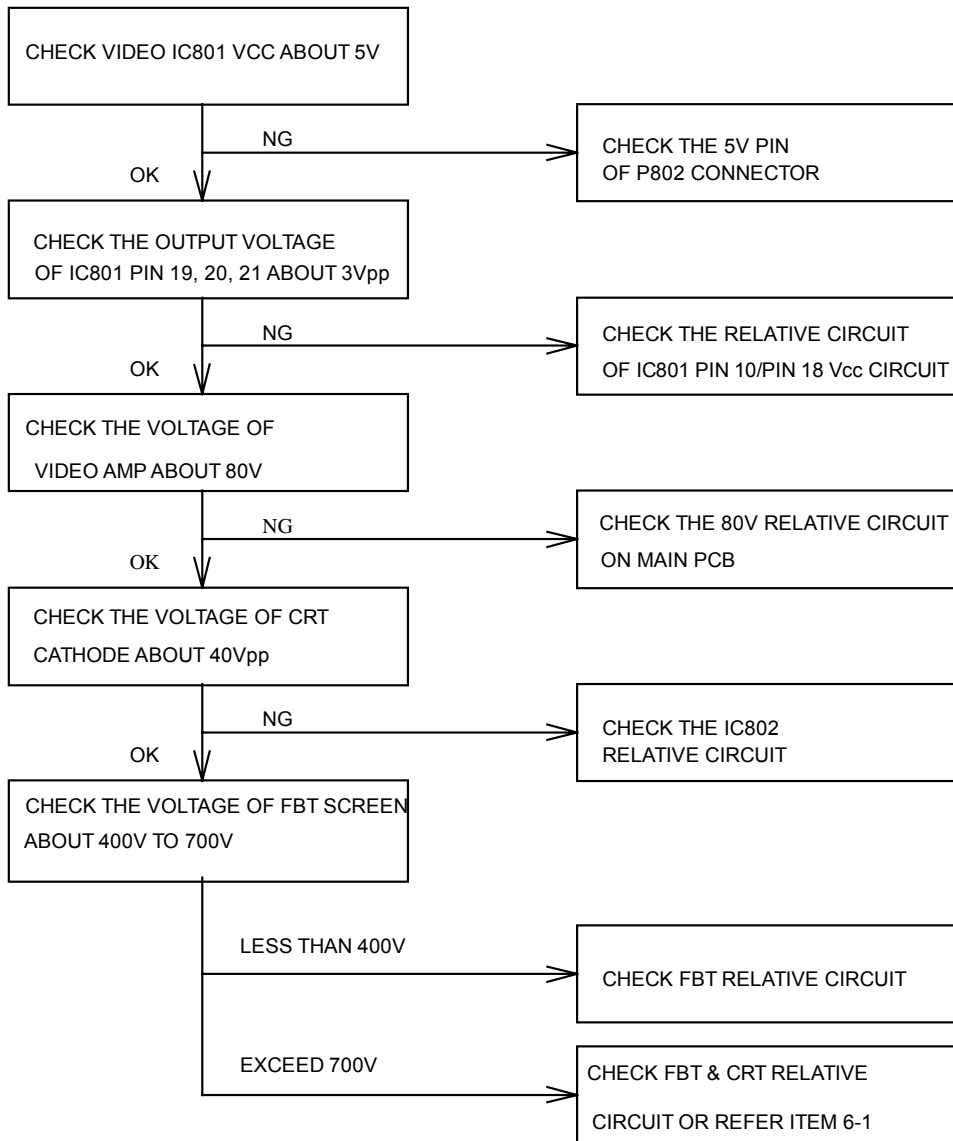 CHECK VIDEO IC801 VCC ABOUT 5V
NG
CHECK THE 5V PIN
OF P802 CONNECTOR
OK
CHECK THE OUTPUT VOLTAGE
OF IC801 PIN 19, 20, 21 ABOUT 3Vpp
NG
CHECK THE RELATIVE CIRCUIT
OF IC801 PIN 10/PIN 18 Vcc CIRCUIT
OK
CHECK THE VOLTAGE OF
VIDEO AMP ABOUT 80V
NG
CHECK THE 80V RELATIVE CIRCUIT
ON MAIN PCB
OK
CHECK THE VOLTAGE OF CRT
CATHODE ABOUT 40Vpp
NG
CHECK THE IC802
RELATIVE CIRCUIT
OK
CHECK THE VOLTAGE OF FBT SCREEN
ABOUT 400V TO 700V
LESS THAN 400V
CHECK FBT RELATIVE CIRCUIT
EXCEED 700V
CHECK FBT & CRT RELATIVE
CIRCUIT OR REFER ITEM 6-1